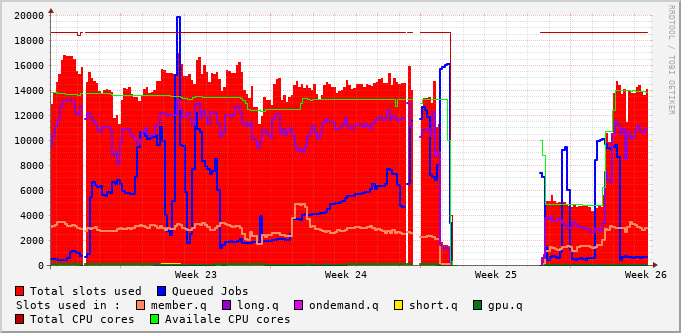 20000
18000
16000
14000
12000
10000
8000
6000
4000
2000
0
Week 23 Week 24 Week 25 Week 26
Total slots used Queued Jobs
Slots used in : member.q long.q ondemand.q short.q gpu.q
Total CPU cores Availale CPU cores
RRDTOOL / TOBI OETIKER